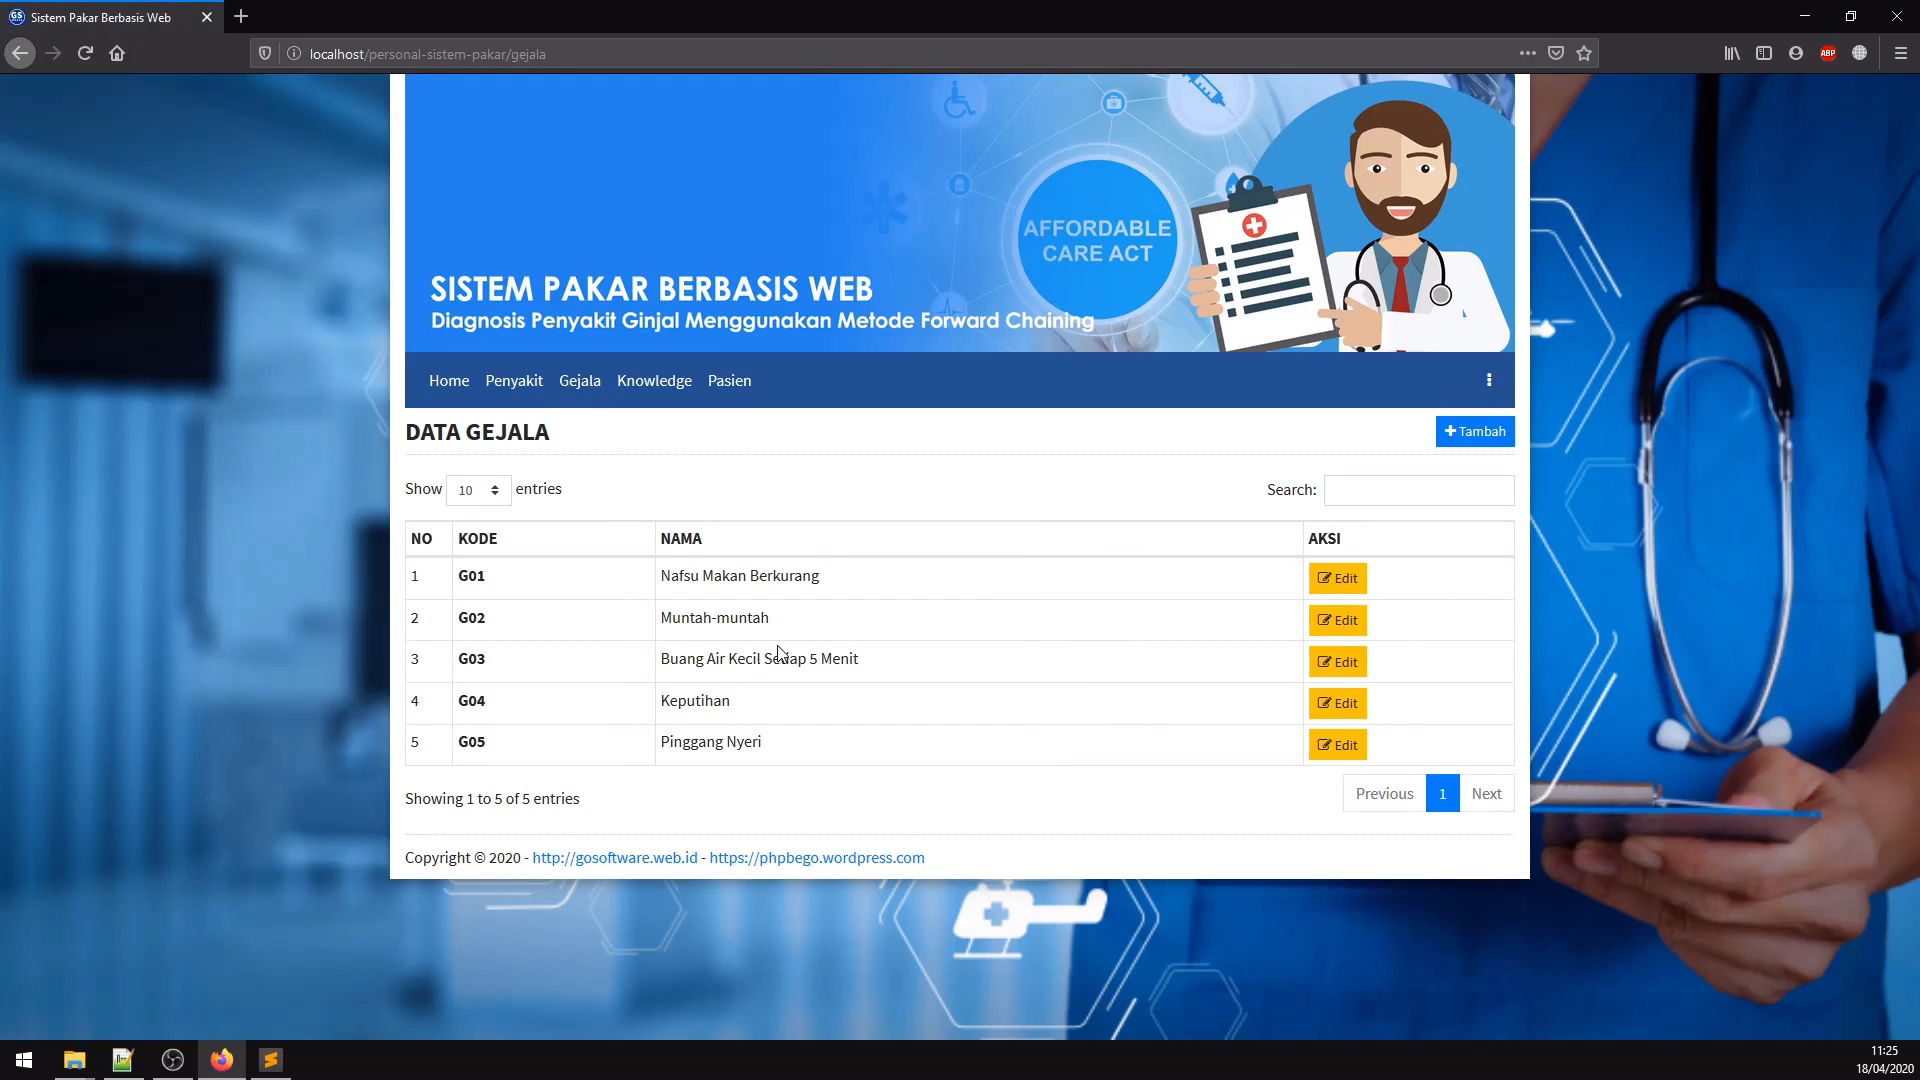 Sistem Pakar Berbasis Web
localhost/personal-sistem-pakar/gejala
ABP
AFFORDABLE
CARE ACT
SISTEM PAKAR BERBASIS WEB
Diagnosis Penyakit Ginjal Menggunakan Metode Forward Chaining
Home Penyakit Gejala Knowledge Pasien
DATA GEJALA
Tambah
Show 10 entries
Search:
NO KODE NAMA AKSI
1 G01 Nafsu Makan Berkurang Edit
2 G02 Muntah-muntah Edit
3 G03 Buang Air Kecil Setiap 5 Menit Edit
4 G04 Keputihan Edit
5 G05 Pinggang Nyeri Edit
Showing 1 to 5 of 5 entries
Previous 1 Next
Copyright © 2020 - http://gosoftware.web.id - https://phpbego.wordpress.com
11:25
18/04/2020